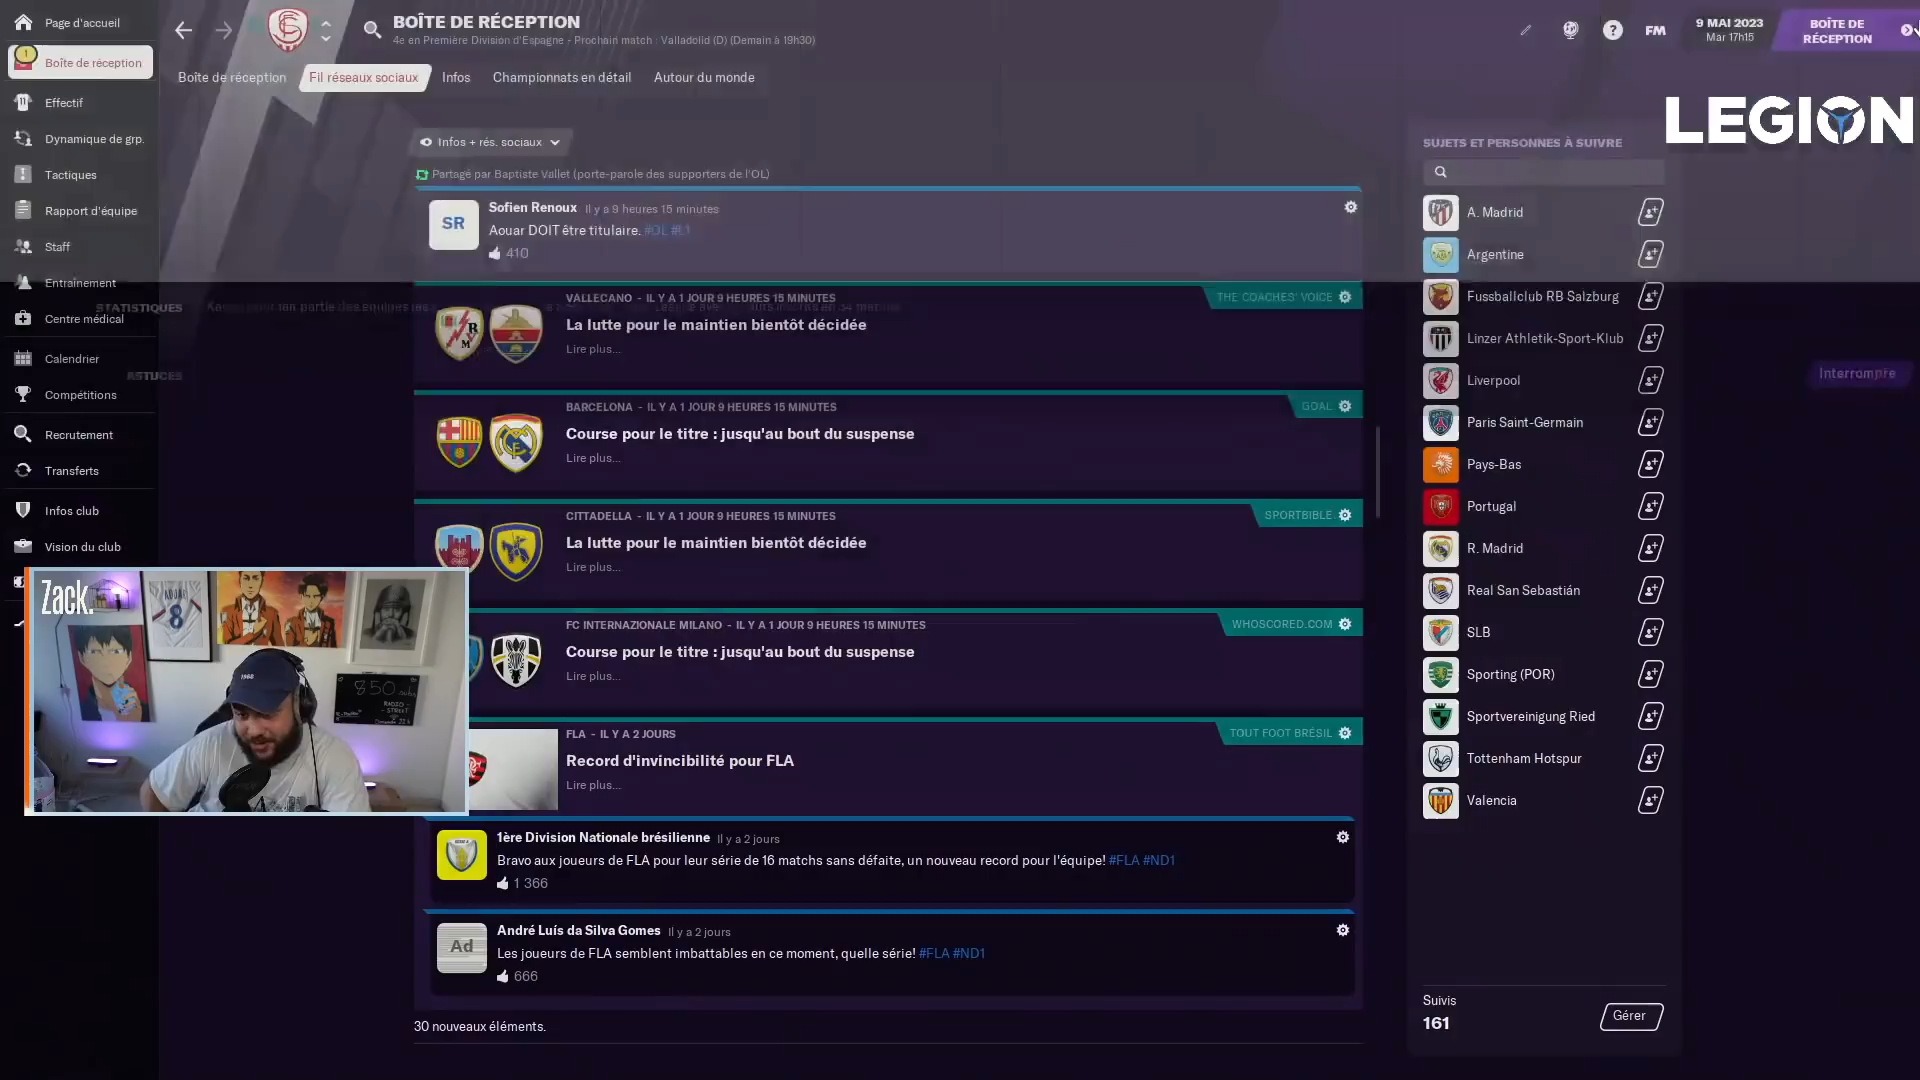 Page d'accueil
Boîte de réception
Effectif
Dynamique de grp.
Tactiques
Rapport d'équipe
Staff
Entraînement
Centre médical
Calendrier
Compétitions
Recrutement
Transferts
Infos club
Vision du club
STATISTIQUES
ASTUCES
BOÎTE DE RÉCEPTION
4e en Première Division d'Espagne - Prochain match : Valladolid (D) (Demain à 19h30)
FM
9 MAI 2023
Mar 17h15
BOÎTE DE
RÉCEPTION
Boîte de réception
Fil réseaux sociaux
Infos
Championnats en détail
Autour du monde
LEGION
Infos + rés. sociaux
Partagé par Baptiste Vallet (porte-parole des supporters de l'OL)
SR
Sofien Renoux Il y a 9 heures 15 minutes
Aouar DOIT être titulaire. #OL #L1
410
VALLECANO - IL Y A 1 JOUR 9 HEURES 15 MINUTES
THE COACHES' VOICE
La lutte pour le maintien bientôt décidée
Lire plus...
BARCELONA - IL Y A 1 JOUR 9 HEURES 15 MINUTES
GOAL
Course pour le titre : jusqu'au bout du suspense
Lire plus...
CITTADELLA - IL Y A 1 JOUR 9 HEURES 15 MINUTES
SPORTBIBLE
La lutte pour le maintien bientôt décidée
Lire plus...
FC INTERNAZIONALE MILANO - IL Y A 1 JOUR 9 HEURES 15 MINUTES
WHOSCORED.COM
Course pour le titre : jusqu'au bout du suspense
Lire plus...
FLA - IL Y A 2 JOURS
TOUT FOOT BRÉSIL
Record d'invincibilité pour FLA
Lire plus...
1ère Division Nationale brésilienne Il y a 2 jours
Bravo aux joueurs de FLA pour leur série de 16 matchs sans défaite, un nouveau record pour l'équipe! #FLA #ND1
1 366
Ad
André Luís da Silva Gomes Il y a 2 jours
Les joueurs de FLA semblent imbattables en ce moment, quelle série! #FLA #ND1
666
30 nouveaux éléments.
SUJETS ET PERSONNES À SUIVRE
A. Madrid
Argentine
Fussballclub RB Salzburg
Linzer Athletik-Sport-Klub
Liverpool
Paris Saint-Germain
Pays-Bas
Portugal
R. Madrid
Real San Sebastián
SLB
Sporting (POR)
Sportvereinigung Ried
Tottenham Hotspur
Valencia
Suivis
161
Gérer
Interrompre
Zack.
8
850 subs
RADIO
STREET
1988